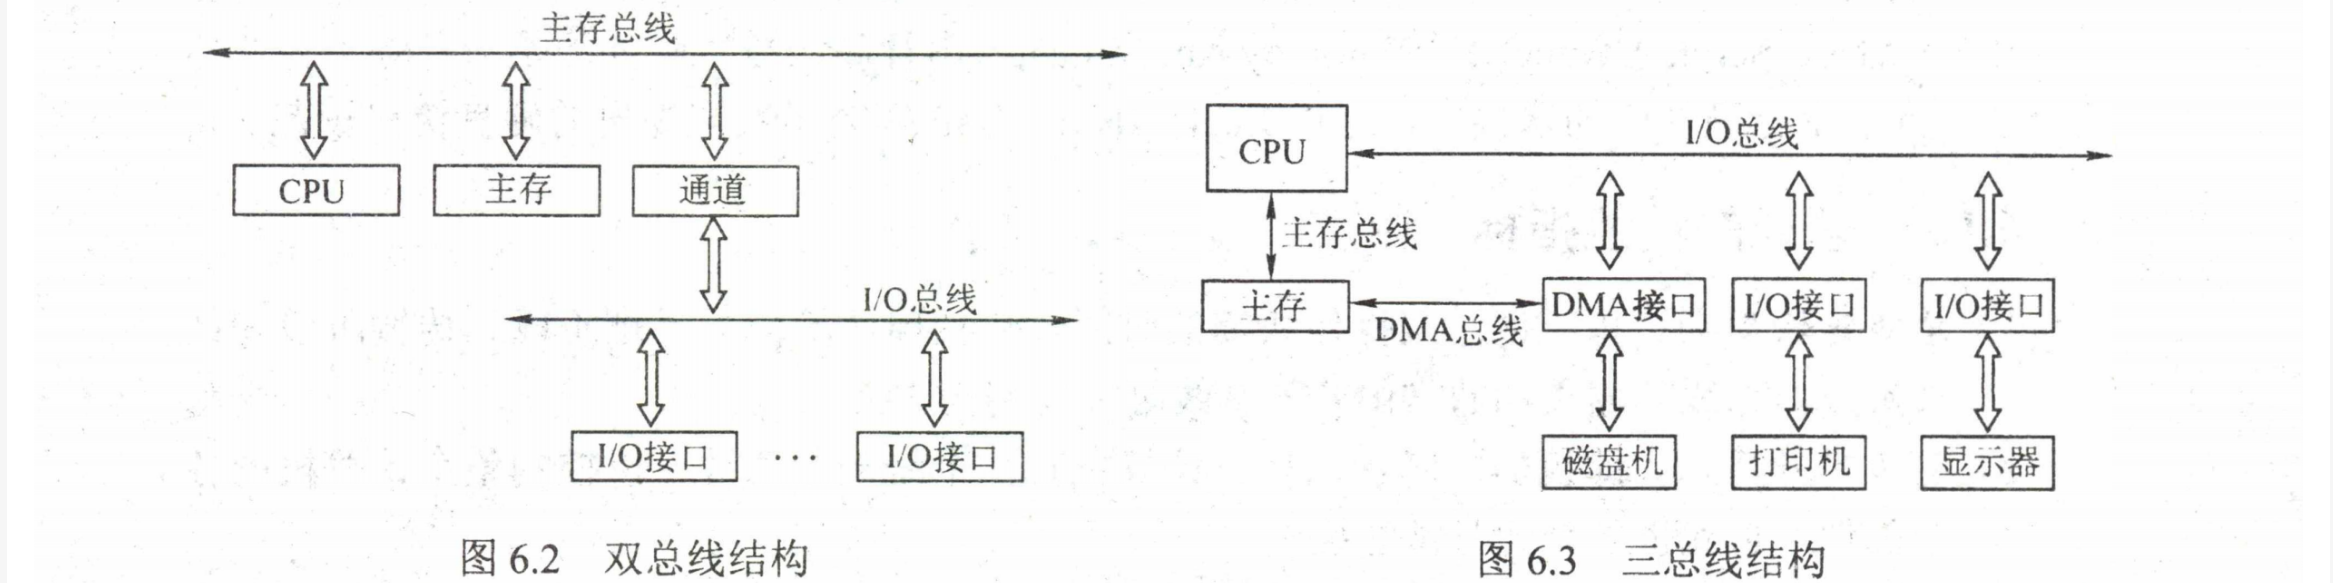 主存总线
CPU
主存
通道
I/O总线
I/O接口
···
I/O接口
图 6.2 双总线结构
CPU
I/O总线
主存总线
主存
DMA总线
DMA接口
I/O接口
I/O接口
磁盘机
打印机
显示器
图 6.3 三总线结构